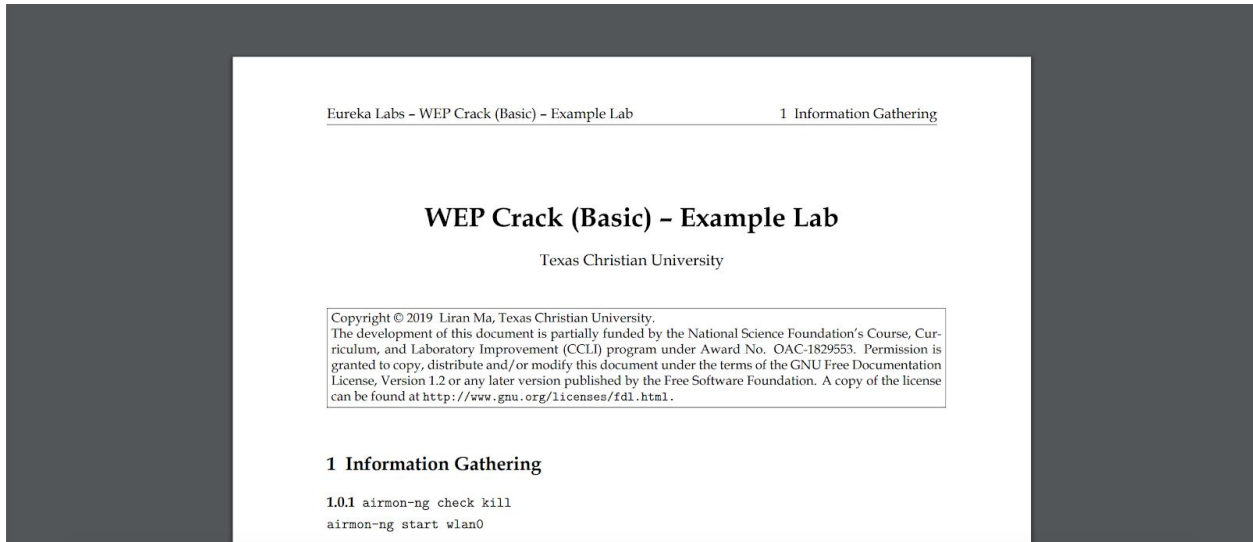 Eureka Labs – WEP Crack (Basic) – Example Lab 1 Information Gathering
WEP Crack (Basic) – Example Lab
Texas Christian University
Copyright © 2019 Liran Ma, Texas Christian University.
The development of this document is partially funded by the National Science Foundation's Course, Cur-
riculum, and Laboratory Improvement (CCLI) program under Award No. OAC-1829553. Permission is
granted to copy, distribute and/or modify this document under the terms of the GNU Free Documentation
License, Version 1.2 or any later version published by the Free Software Foundation. A copy of the license
can be found at http://www.gnu.org/licenses/fdl.html.
1 Information Gathering
1.0.1 airmon-ng check kill
airmon-ng start wlan0